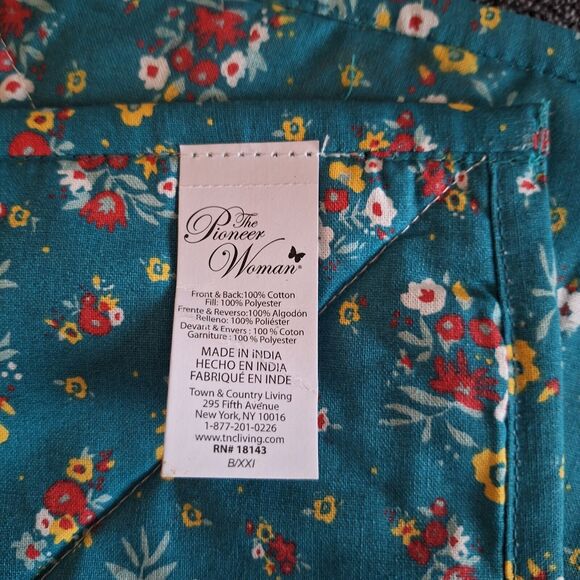 The
Pioneer
Woman®
Front & Back:100% Cotton
Fill: 100% Polyester
Frente & Reverso:100% Algodón
Relleno: 100% Poliéster
Devant & Envers : 100 % Coton
Garniture : 100 % Polyester
MADE IN INDIA
HECHO EN INDIA
FABRIQUÉ EN INDE
Town & Country Living
295 Fifth Avenue
New York, NY 10016
1-877-201-0226
www.tncliving.com
RN# 18143
B/XXI